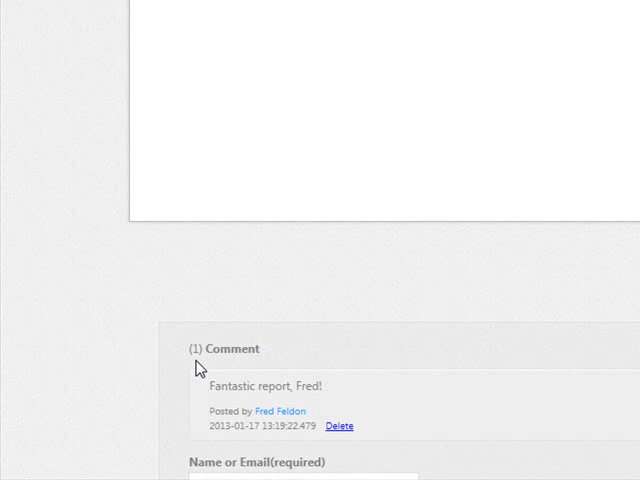 (1) Comment
Fantastic report, Fred!
Posted by Fred Feldon
2013-01-17 13:19:22.479 Delete
Name or Email(required)